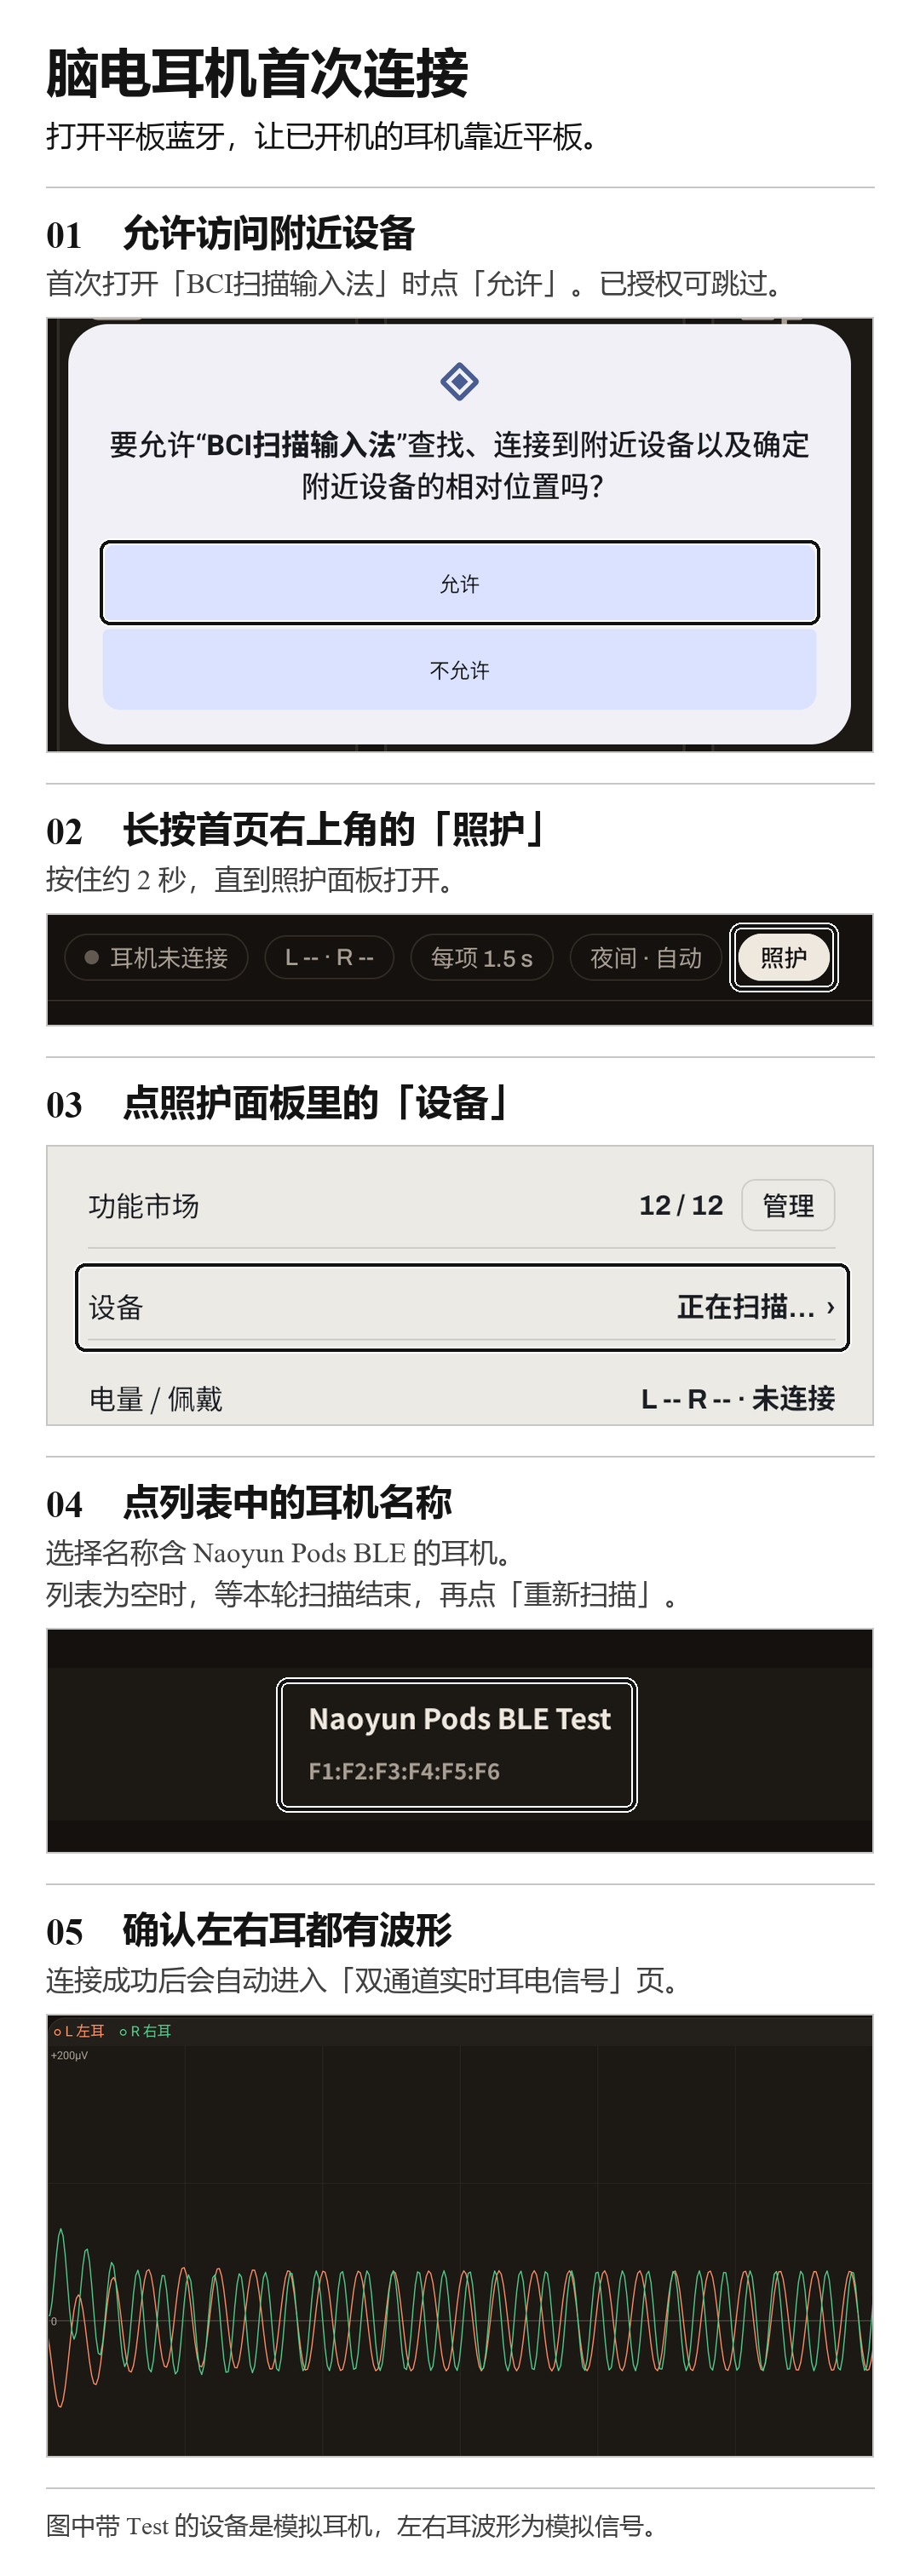 脑电耳机首次连接
打开平板蓝牙，让已开机的耳机靠近平板。
01 允许访问附近设备
首次打开「BCI扫描输入法」时点「允许」。已授权可跳过。
要允许“BCI扫描输入法”查找、连接到附近设备以及确定
附近设备的相对位置吗？
允许
不允许
02 长按首页右上角的「照护」
按住约 2 秒，直到照护面板打开。
耳机未连接 L -- · R -- 每项 1.5 s 夜间 · 自动 照护
03 点照护面板里的「设备」
功能市场 12 / 12 管理
设备 正在扫描… ›
电量 / 佩戴 L -- R -- · 未连接
04 点列表中的耳机名称
选择名称含 Naoyun Pods BLE 的耳机。
列表为空时，等本轮扫描结束，再点「重新扫描」。
Naoyun Pods BLE Test
F1:F2:F3:F4:F5:F6
05 确认左右耳都有波形
连接成功后会自动进入「双通道实时耳电信号」页。
L 左耳 R 右耳
+200μV
0
图中带 Test 的设备是模拟耳机，左右耳波形为模拟信号。